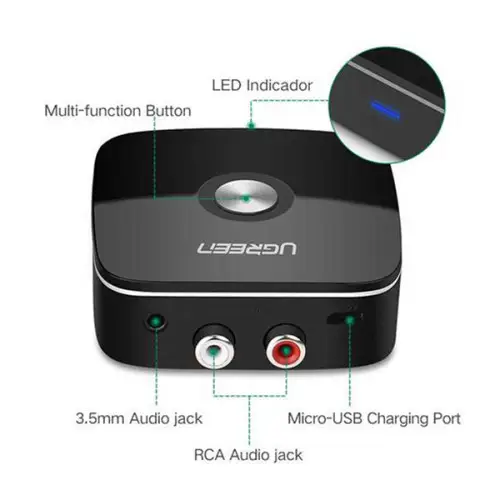 LED Indicador
Multi-function Button
UGREEN
3.5mm Audio jack
Micro-USB Charging Port
RCA Audio jack